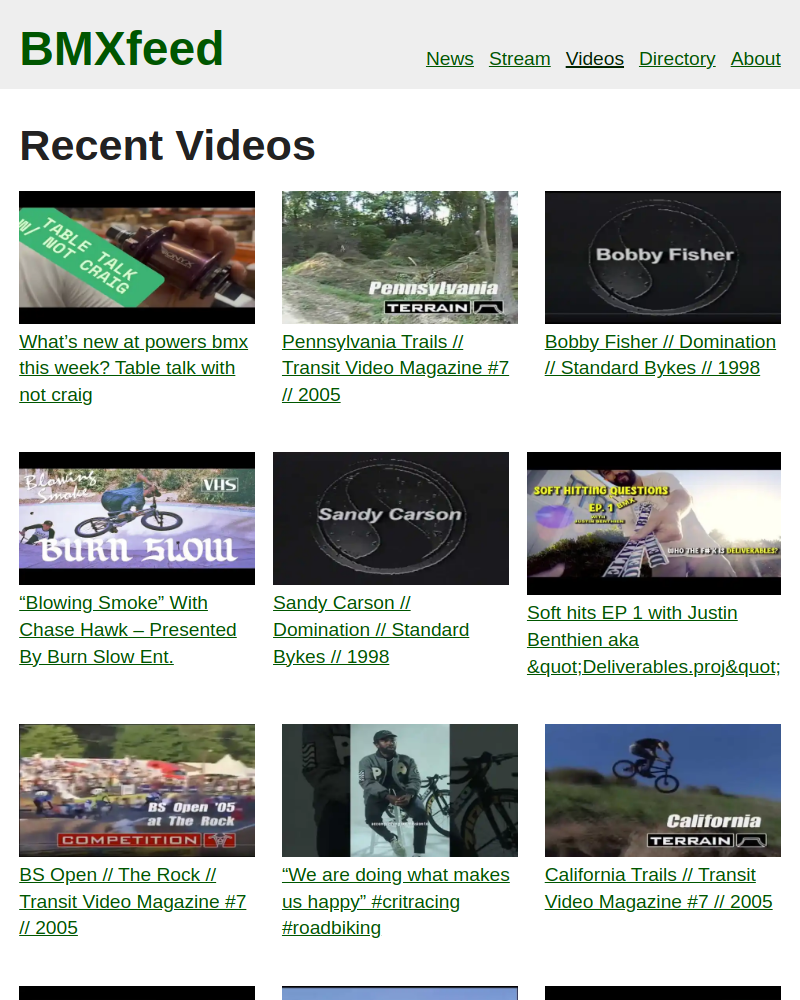 BMXfeed
News Stream Videos Directory About
Recent Videos
TABLE TALK
W/ NOT CRAIG
ONYX
Pennsylvania
TERRAIN
Bobby Fisher
What’s new at powers bmx
this week? Table talk with
not craig
Pennsylvania Trails //
Transit Video Magazine #7
// 2005
Bobby Fisher // Domination
// Standard Bykes // 1998
Blowing
Smoke
VHS
BURN SLOW
Sandy Carson
SOFT HITTING QUESTIONS
EP. 1
BMX
WITH
JUSTIN BENTHIEN
WHO THE F#*K IS DELIVERABLES?
“Blowing Smoke” With
Chase Hawk – Presented
By Burn Slow Ent.
Sandy Carson //
Domination // Standard
Bykes // 1998
Soft hits EP 1 with Justin
Benthien aka
&quot;Deliverables.proj&quot;
BS Open '05
at The Rock
COMPETITION
California
TERRAIN
BS Open // The Rock //
Transit Video Magazine #7
// 2005
“We are doing what makes
us happy” #critracing
#roadbiking
California Trails // Transit
Video Magazine #7 // 2005